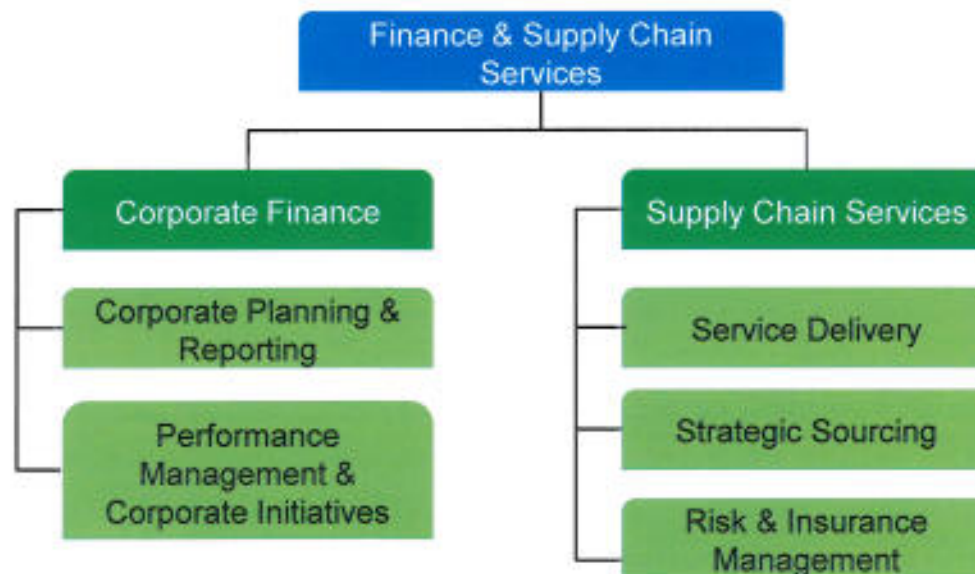 Finance & Supply Chain
Services
Corporate Finance
Supply Chain Services
Corporate Planning &
Reporting
Service Delivery
Performance
Management &
Corporate Initiatives
Strategic Sourcing
Risk & Insurance
Management